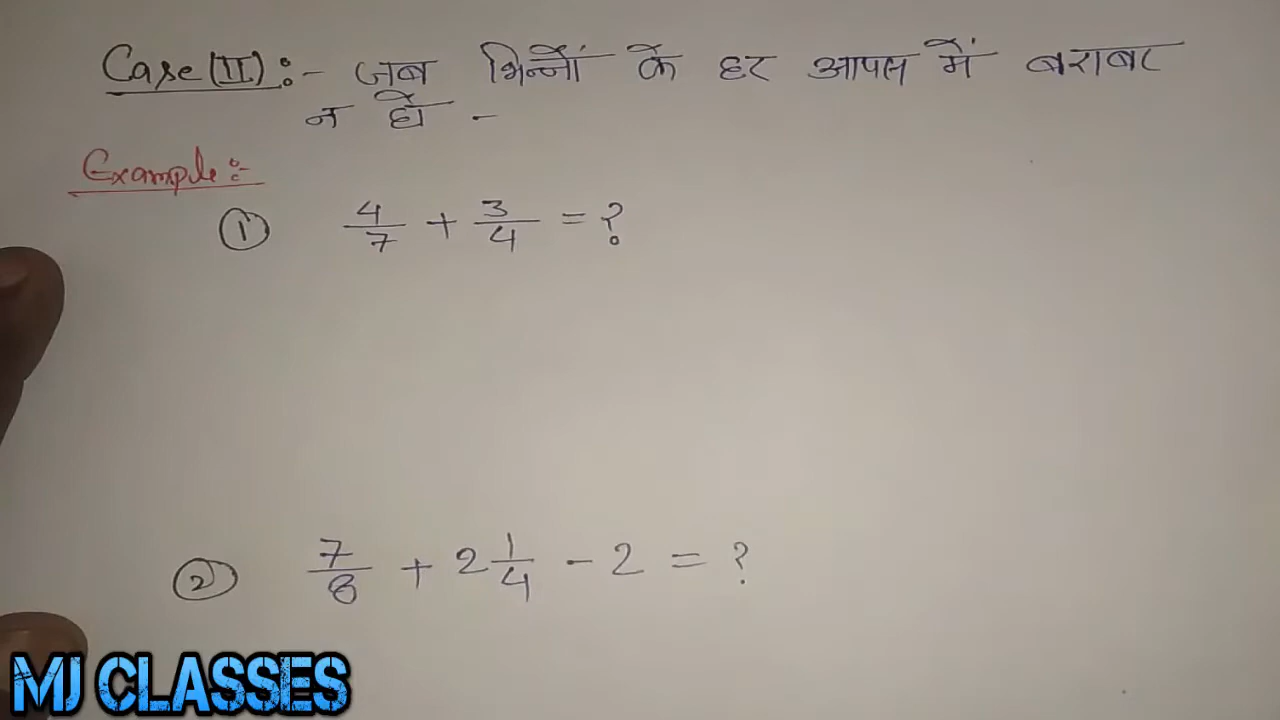 Case (II) :- जब भिन्नों के हर आपस में बराबर
न हो -
Example :-
① 4/7 + 3/4 = ?
② 7/8 + 2 1/4 - 2 = ?
MJ CLASSES